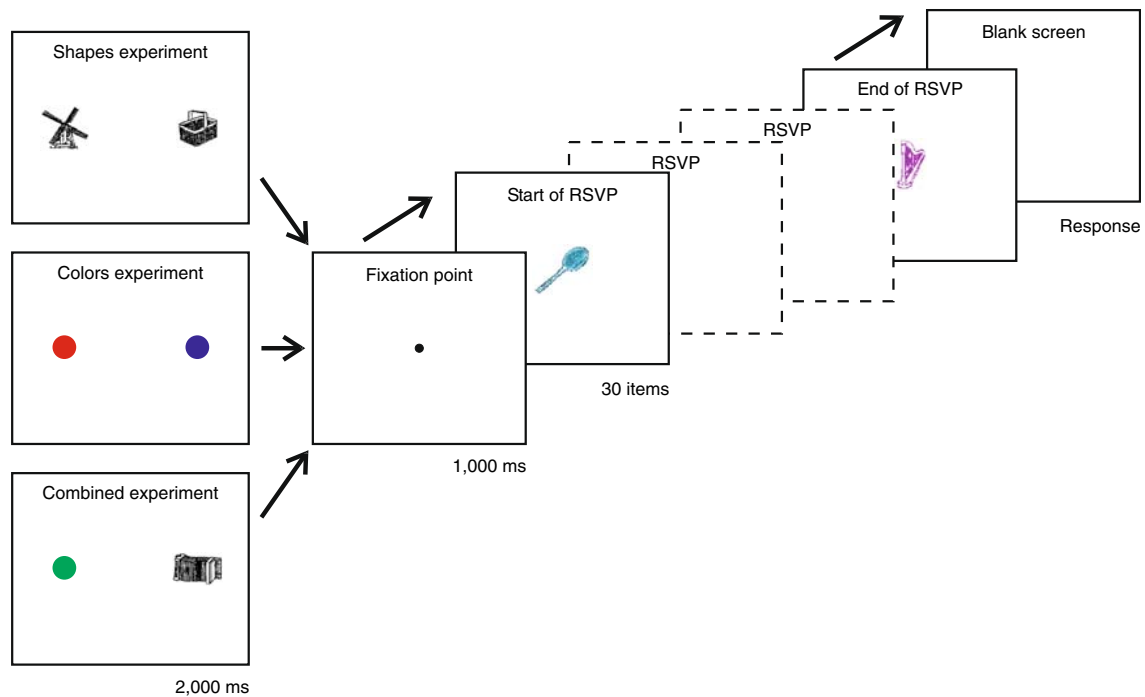 Shapes experiment
Colors experiment
Combined experiment
2,000 ms
Fixation point
1,000 ms
Start of RSVP
30 items
RSVP
RSVP
End of RSVP
Blank screen
Response